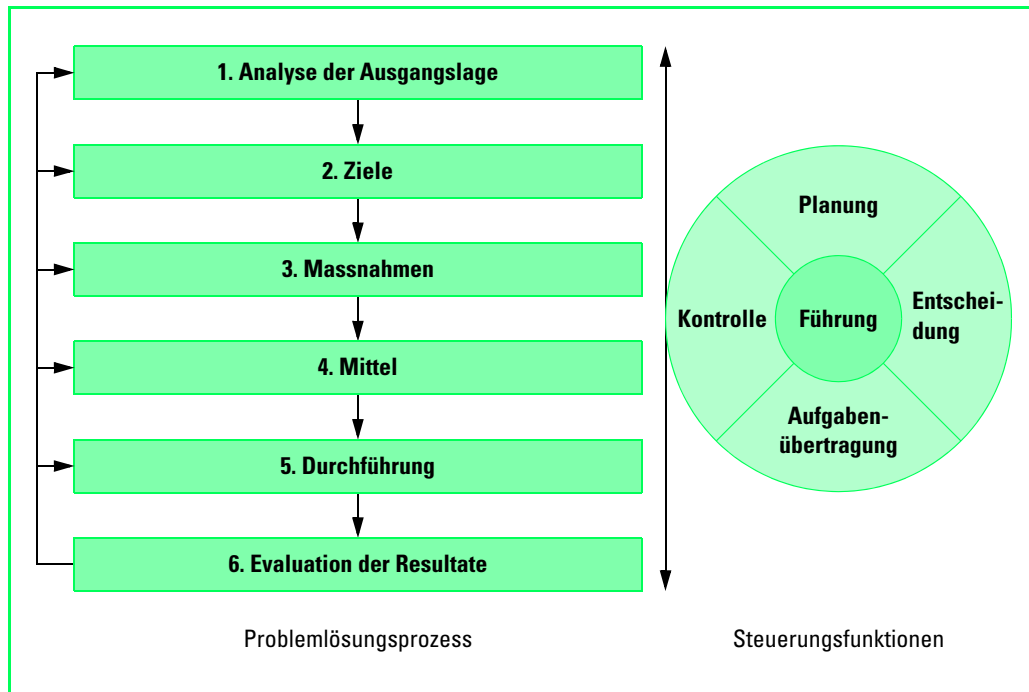 1. Analyse der Ausgangslage
2. Ziele
3. Massnahmen
4. Mittel
5. Durchführung
6. Evaluation der Resultate
Problemlösungsprozess
Planung
Kontrolle
Führung
Entschei-
dung
Aufgaben-
übertragung
Steuerungsfunktionen